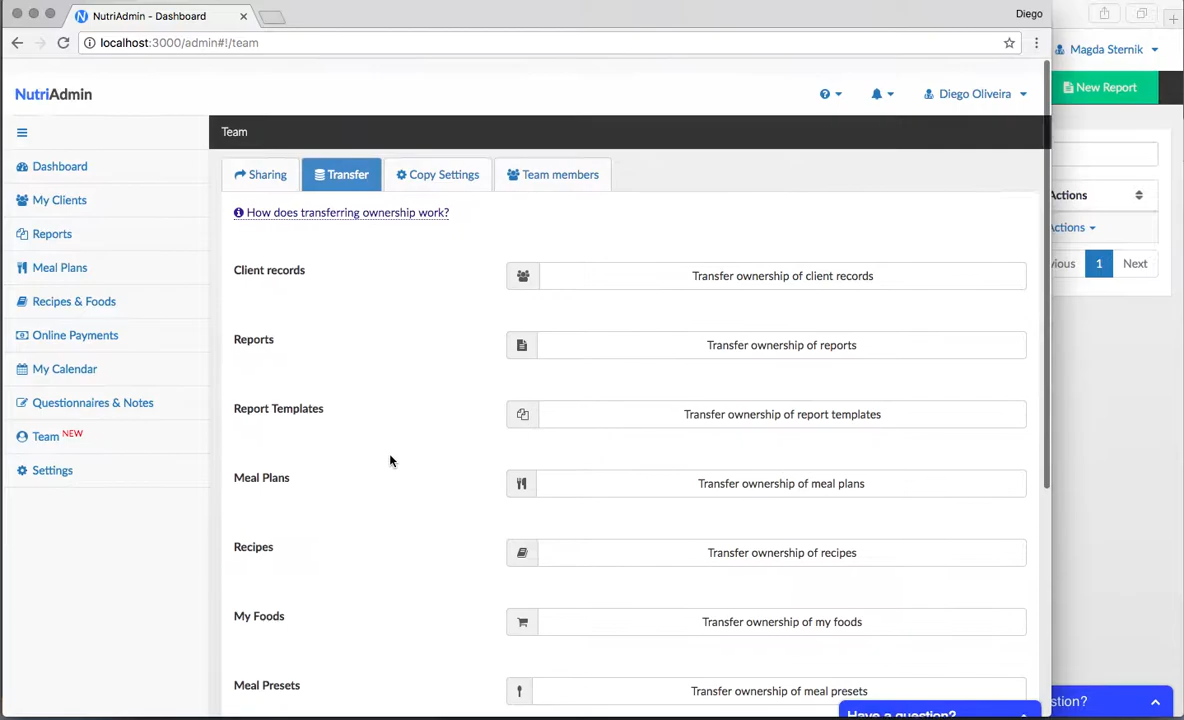 NutriAdmin - Dashboard
Diego
localhost:3000/admin#!/team
Magda Sternik
NutriAdmin
Diego Oliveira
New Report
Team
Dashboard
Sharing
Transfer
Copy Settings
Team members
My Clients
How does transferring ownership work?
Actions
Actions
Reports
vious
1
Next
Meal Plans
Client records
Transfer ownership of client records
Recipes & Foods
Online Payments
Reports
Transfer ownership of reports
My Calendar
Questionnaires & Notes
Report Templates
Transfer ownership of report templates
Team NEW
Settings
Meal Plans
Transfer ownership of meal plans
Recipes
Transfer ownership of recipes
My Foods
Transfer ownership of my foods
Meal Presets
Transfer ownership of meal presets
Have a question?
stion?